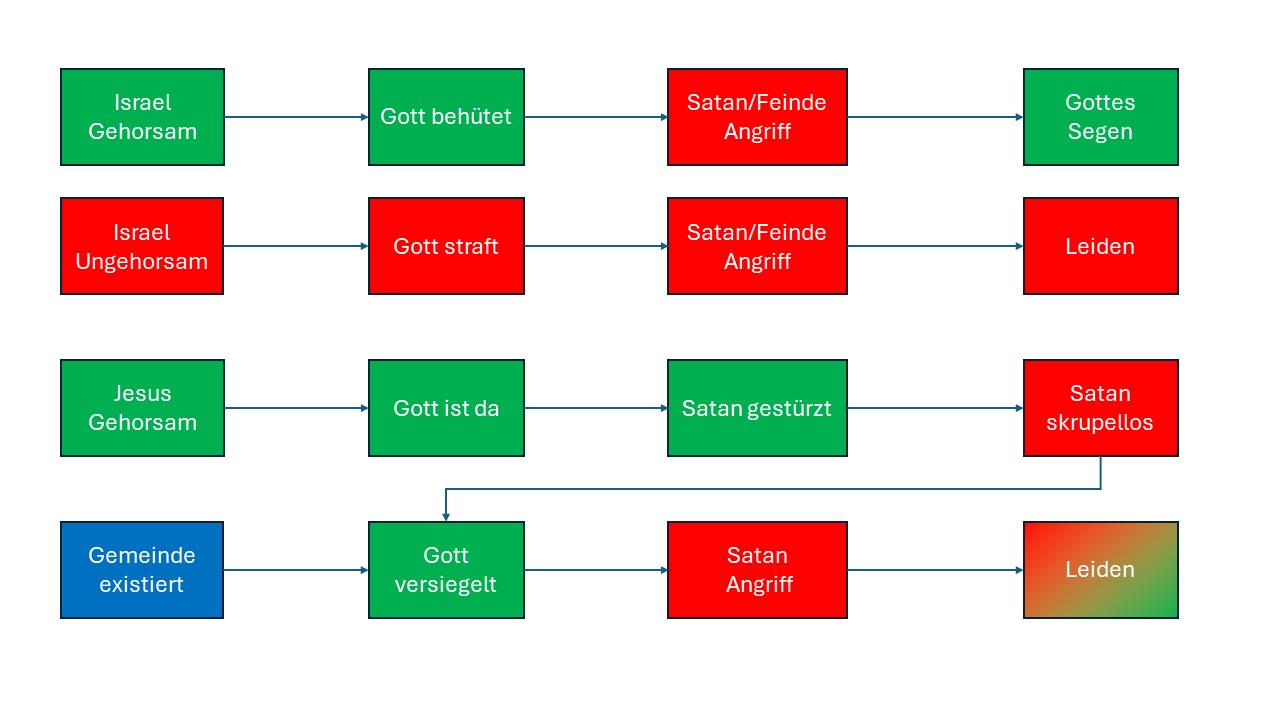 Israel
Gehorsam
Gott behütet
Satan/Feinde
Angriff
Gottes
Segen
Israel
Ungehorsam
Gott straft
Satan/Feinde
Angriff
Leiden
Jesus
Gehorsam
Gott ist da
Satan gestürzt
Satan
skrupellos
Gemeinde
existiert
Gott
versiegelt
Satan
Angriff
Leiden